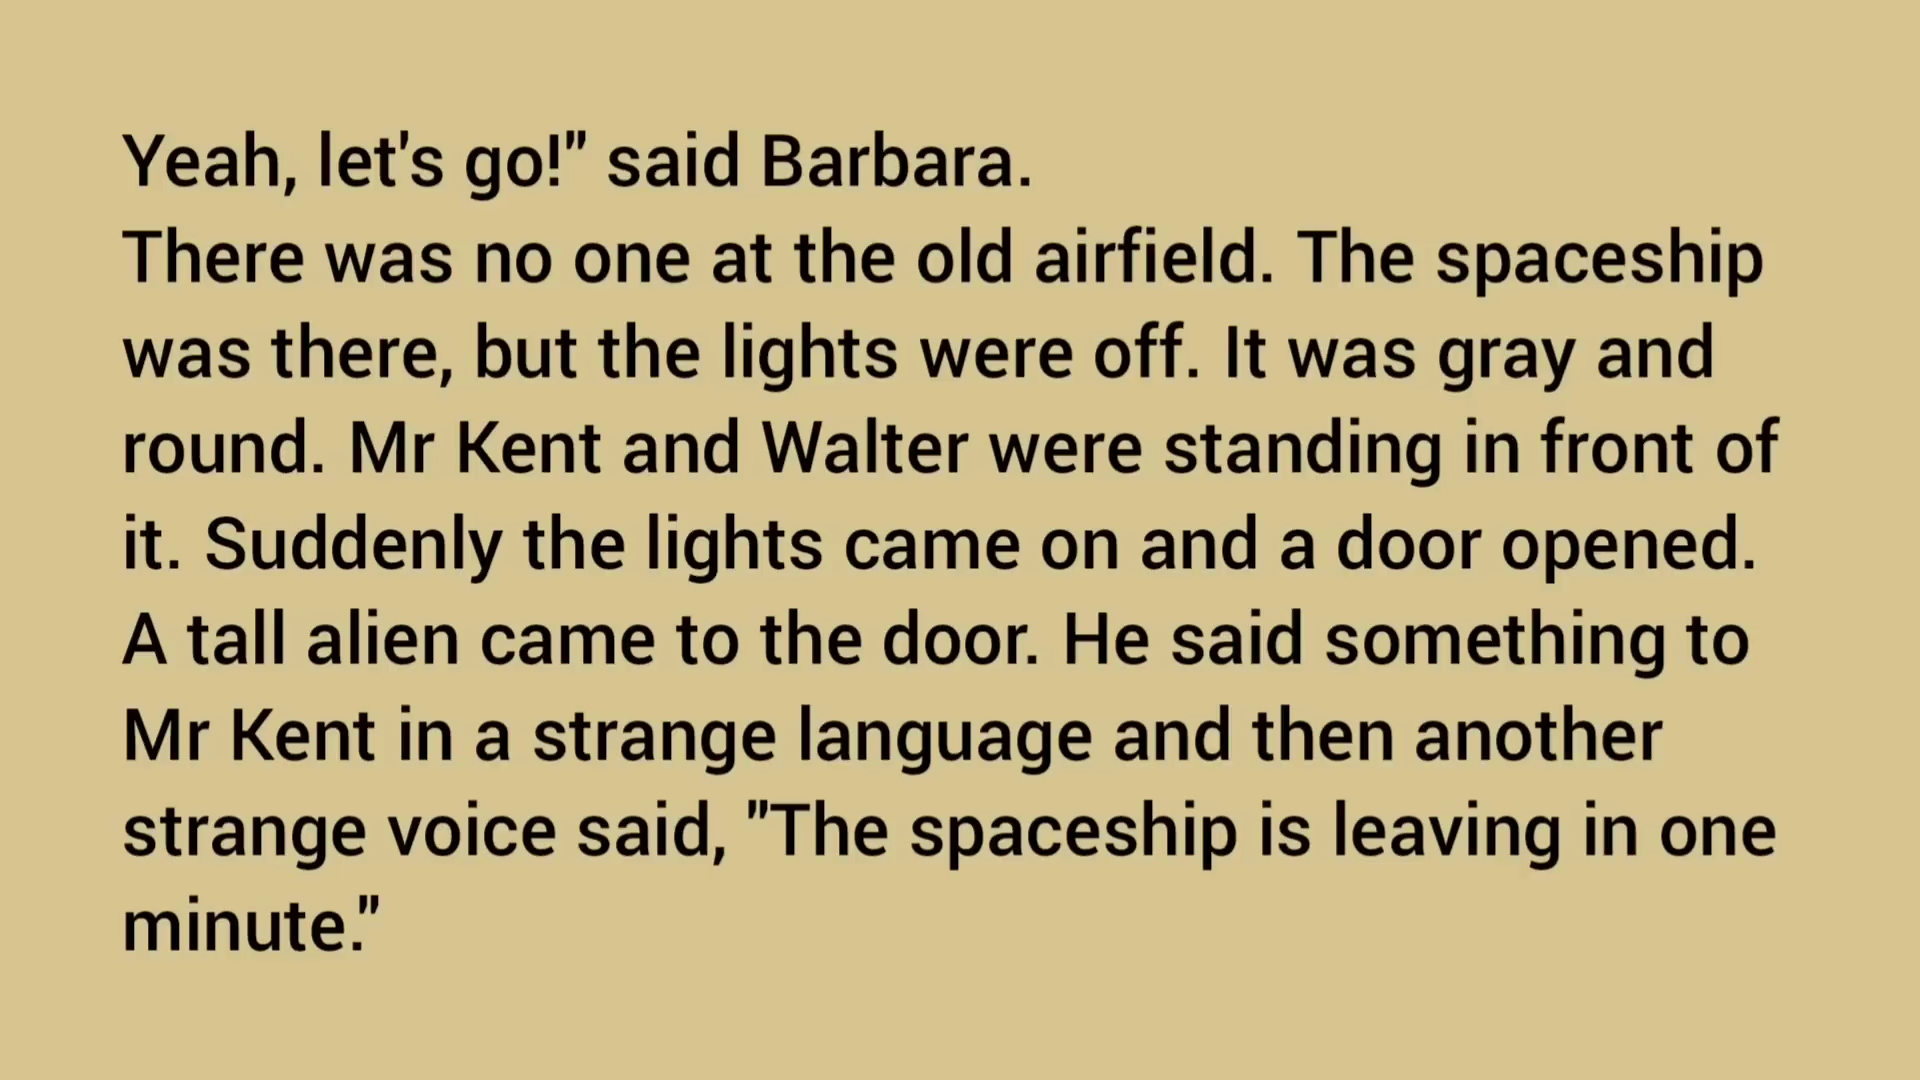 Yeah, let's go!" said Barbara.
There was no one at the old airfield. The spaceship
was there, but the lights were off. It was gray and
round. Mr Kent and Walter were standing in front of
it. Suddenly the lights came on and a door opened.
A tall alien came to the door. He said something to
Mr Kent in a strange language and then another
strange voice said, "The spaceship is leaving in one
minute."